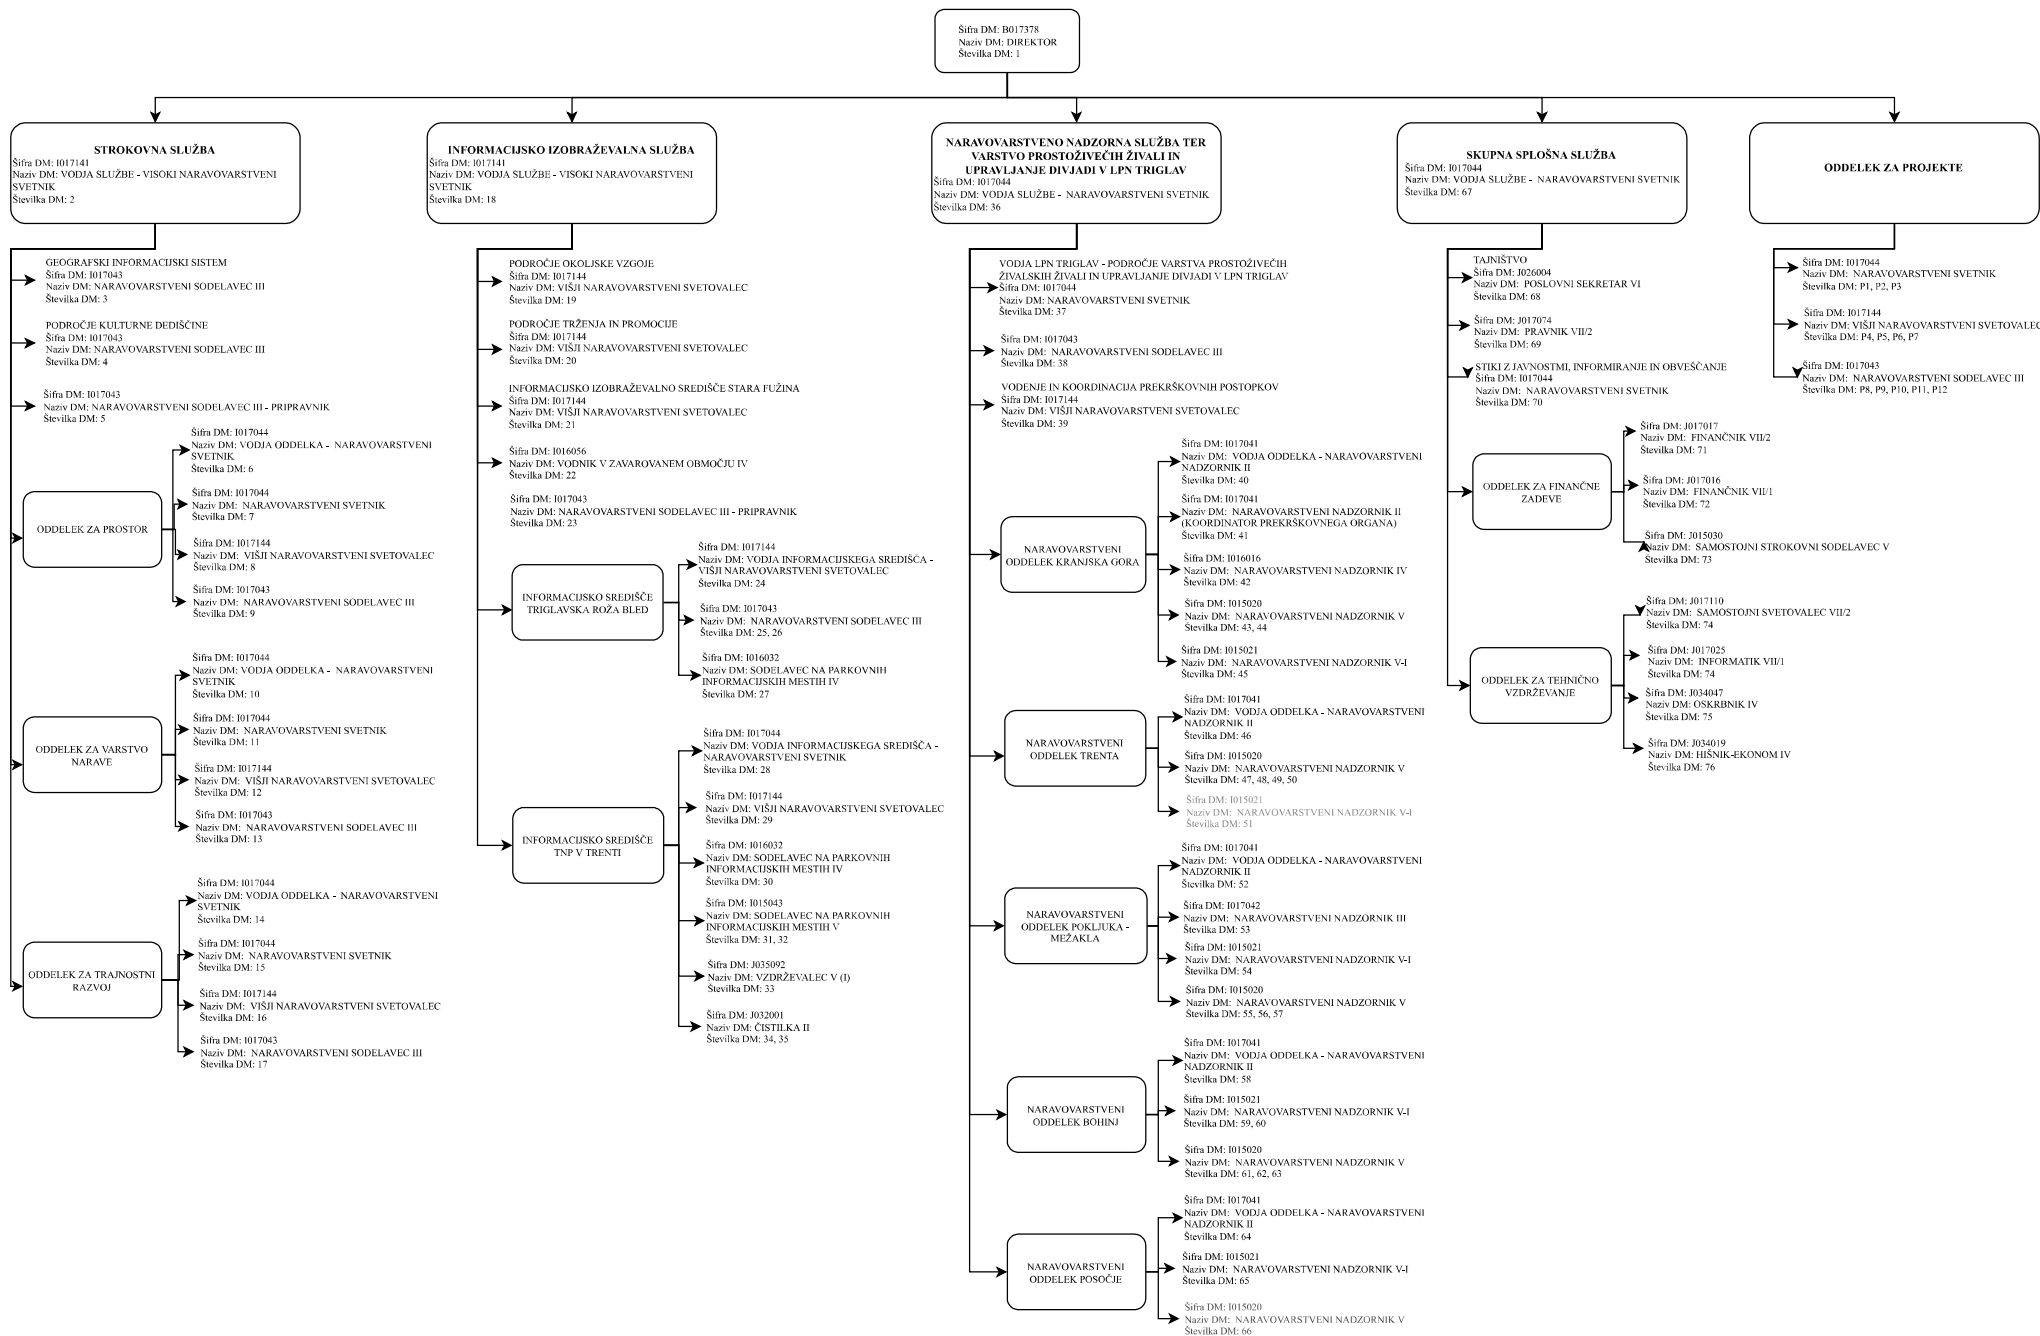 Šifra DM: B017378
Naziv DM: DIREKTOR
Številka DM: 1
STROKOVNA SLUŽBA
Šifra DM: I017141
Naziv DM: VODJA SLUŽBE - VISOKI NARAVOVARSTVENI
SVETNIK
Številka DM: 2
GEOGRAFSKI INFORMACIJSKI SISTEM
Šifra DM: I017043
Naziv DM: NARAVOVARSTVENI SODELAVEC III
Številka DM: 3
PODROČJE KULTURNE DEDIŠČINE
Šifra DM: I017043
Naziv DM: NARAVOVARSTVENI SODELAVEC III
Številka DM: 4
Šifra DM: I017043
Naziv DM: NARAVOVARSTVENI SODELAVEC III - PRIPRAVNIK
Številka DM: 5
ODDELEK ZA PROSTOR
Šifra DM: I017044
Naziv DM: VODJA ODDELKA - NARAVOVARSTVENI
SVETNIK
Številka DM: 6
Šifra DM: I017044
Naziv DM: NARAVOVARSTVENI SVETNIK
Številka DM: 7
Šifra DM: I017144
Naziv DM: VIŠJI NARAVOVARSTVENI SVETOVALEC
Številka DM: 8
Šifra DM: I017043
Naziv DM: NARAVOVARSTVENI SODELAVEC III
Številka DM: 9
ODDELEK ZA VARSTVO
NARAVE
Šifra DM: I017044
Naziv DM: VODJA ODDELKA - NARAVOVARSTVENI
SVETNIK
Številka DM: 10
Šifra DM: I017044
Naziv DM: NARAVOVARSTVENI SVETNIK
Številka DM: 11
Šifra DM: I017144
Naziv DM: VIŠJI NARAVOVARSTVENI SVETOVALEC
Številka DM: 12
Šifra DM: I017043
Naziv DM: NARAVOVARSTVENI SODELAVEC III
Številka DM: 13
ODDELEK ZA TRAJNOSTNI
RAZVOJ
Šifra DM: I017044
Naziv DM: VODJA ODDELKA - NARAVOVARSTVENI
SVETNIK
Številka DM: 14
Šifra DM: I017044
Naziv DM: NARAVOVARSTVENI SVETNIK
Številka DM: 15
Šifra DM: I017144
Naziv DM: VIŠJI NARAVOVARSTVENI SVETOVALEC
Številka DM: 16
Šifra DM: I017043
Naziv DM: NARAVOVARSTVENI SODELAVEC III
Številka DM: 17
INFORMACIJSKO IZOBRAŽEVALNA SLUŽBA
Šifra DM: I017141
Naziv DM: VODJA SLUŽBE - VISOKI NARAVOVARSTVENI
SVETNIK
Številka DM: 18
PODROČJE OKOLJSKE VZGOJE
Šifra DM: I017144
Naziv DM: VIŠJI NARAVOVARSTVENI SVETOVALEC
Številka DM: 19
PODROČJE TRŽENJA IN PROMOCIJE
Šifra DM: I017144
Naziv DM: VIŠJI NARAVOVARSTVENI SVETOVALEC
Številka DM: 20
INFORMACIJSKO IZOBRAŽEVALNO SREDIŠČE STARA FUŽINA
Šifra DM: I017144
Naziv DM: VIŠJI NARAVOVARSTVENI SVETOVALEC
Številka DM: 21
Šifra DM: I016056
Naziv DM: VODNIK V ZAVAROVANEM OBMOČJU IV
Številka DM: 22
Šifra DM: I017043
Naziv DM: NARAVOVARSTVENI SODELAVEC III - PRIPRAVNIK
Številka DM: 23
INFORMACIJSKO SREDIŠČE
TRIGLAVSKA ROŽA BLED
Šifra DM: I017144
Naziv DM: VODJA INFORMACIJSKEGA SREDIŠČA -
VIŠJI NARAVOVARSTVENI SVETOVALEC
Številka DM: 24
Šifra DM: I017043
Naziv DM: NARAVOVARSTVENI SODELAVEC III
Številka DM: 25, 26
Šifra DM: I016032
Naziv DM: SODELAVEC NA PARKOVNIH
INFORMACIJSKIH MESTIH IV
Številka DM: 27
INFORMACIJSKO SREDIŠČE
TNP V TRENTI
Šifra DM: I017044
Naziv DM: VODJA INFORMACIJSKEGA SREDIŠČA -
NARAVOVARSTVENI SVETNIK
Številka DM: 28
Šifra DM: I017144
Naziv DM: VIŠJI NARAVOVARSTVENI SVETOVALEC
Številka DM: 29
Šifra DM: I016032
Naziv DM: SODELAVEC NA PARKOVNIH
INFORMACIJSKIH MESTIH IV
Številka DM: 30
Šifra DM: I015043
Naziv DM: SODELAVEC NA PARKOVNIH
INFORMACIJSKIH MESTIH V
Številka DM: 31, 32
Šifra DM: J035092
Naziv DM: VZDRŽEVALEC V (I)
Številka DM: 33
Šifra DM: J032001
Naziv DM: ČISTILKA II
Številka DM: 34, 35
NARAVOVARSTVENO NADZORNA SLUŽBA TER
VARSTVO PROSTOŽIVEČIH ŽIVALI IN
UPRAVLJANJE DIVJADI V LPN TRIGLAV
Šifra DM: I017044
Naziv DM: VODJA SLUŽBE - NARAVOVARSTVENI SVETNIK
Številka DM: 36
VODJA LPN TRIGLAV - PODROČJE VARSTVA PROSTOŽIVEČIH
ŽIVALSKIH ŽIVALI IN UPRAVLJANJE DIVJADI V LPN TRIGLAV
Šifra DM: I017044
Naziv DM: NARAVOVARSTVENI SVETNIK
Številka DM: 37
Šifra DM: I017043
Naziv DM: NARAVOVARSTVENI SODELAVEC III
Številka DM: 38
VODENJE IN KOORDINACIJA PREKRŠKOVNIH POSTOPKOV
Šifra DM: I017144
Naziv DM: VIŠJI NARAVOVARSTVENI SVETOVALEC
Številka DM: 39
NARAVOVARSTVENI
ODDELEK KRANJSKA GORA
Šifra DM: I017041
Naziv DM: VODJA ODDELKA - NARAVOVARSTVENI
NADZORNIK II
Številka DM: 40
Šifra DM: I017041
Naziv DM: NARAVOVARSTVENI NADZORNIK II
(KOORDINATOR PREKRŠKOVNEGA ORGANA)
Številka DM: 41
Šifra DM: I016016
Naziv DM: NARAVOVARSTVENI NADZORNIK IV
Številka DM: 42
Šifra DM: I015020
Naziv DM: NARAVOVARSTVENI NADZORNIK V
Številka DM: 43, 44
Šifra DM: I015021
Naziv DM: NARAVOVARSTVENI NADZORNIK V-I
Številka DM: 45
NARAVOVARSTVENI
ODDELEK TRENTA
Šifra DM: I017041
Naziv DM: VODJA ODDELKA - NARAVOVARSTVENI
NADZORNIK II
Številka DM: 46
Šifra DM: I015020
Naziv DM: NARAVOVARSTVENI NADZORNIK V
Številka DM: 47, 48, 49, 50
Šifra DM: I015021
Naziv DM: NARAVOVARSTVENI NADZORNIK V-I
Številka DM: 51
NARAVOVARSTVENI
ODDELEK POKLJUKA -
MEŽAKLA
Šifra DM: I017041
Naziv DM: VODJA ODDELKA - NARAVOVARSTVENI
NADZORNIK II
Številka DM: 52
Šifra DM: I017042
Naziv DM: NARAVOVARSTVENI NADZORNIK III
Številka DM: 53
Šifra DM: I015021
Naziv DM: NARAVOVARSTVENI NADZORNIK V-I
Številka DM: 54
Šifra DM: I015020
Naziv DM: NARAVOVARSTVENI NADZORNIK V
Številka DM: 55, 56, 57
NARAVOVARSTVENI
ODDELEK BOHINJ
Šifra DM: I017041
Naziv DM: VODJA ODDELKA - NARAVOVARSTVENI
NADZORNIK II
Številka DM: 58
Šifra DM: I015021
Naziv DM: NARAVOVARSTVENI NADZORNIK V-I
Številka DM: 59, 60
Šifra DM: I015020
Naziv DM: NARAVOVARSTVENI NADZORNIK V
Številka DM: 61, 62, 63
NARAVOVARSTVENI
ODDELEK POSOČJE
Šifra DM: I017041
Naziv DM: VODJA ODDELKA - NARAVOVARSTVENI
NADZORNIK II
Številka DM: 64
Šifra DM: I015021
Naziv DM: NARAVOVARSTVENI NADZORNIK V-I
Številka DM: 65
Šifra DM: I015020
Naziv DM: NARAVOVARSTVENI NADZORNIK V
Številka DM: 66
SKUPNA SPLOŠNA SLUŽBA
Šifra DM: I017044
Naziv DM: VODJA SLUŽBE - NARAVOVARSTVENI SVETNIK
Številka DM: 67
TAJNIŠTVO
Šifra DM: J026004
Naziv DM: POSLOVNI SEKRETAR VI
Številka DM: 68
Šifra DM: J017074
Naziv DM: PRAVNIK VII/2
Številka DM: 69
STIKI Z JAVNOSTMI, INFORMIRANJE IN OBVEŠČANJE
Šifra DM: I017044
Naziv DM: NARAVOVARSTVENI SVETNIK
Številka DM: 70
ODDELEK ZA FINANČNE
ZADEVE
Šifra DM: J017017
Naziv DM: FINANČNIK VII/2
Številka DM: 71
Šifra DM: J017016
Naziv DM: FINANČNIK VII/1
Številka DM: 72
Šifra DM: J015030
Naziv DM: SAMOSTOJNI STROKOVNI SODELAVEC V
Številka DM: 73
ODDELEK ZA TEHNIČNO
VZDRŽEVANJE
Šifra DM: J017110
Naziv DM: SAMOSTOJNI SVETOVALEC VII/2
Številka DM: 74
Šifra DM: J017025
Naziv DM: INFORMATIK VII/1
Številka DM: 74
Šifra DM: J034047
Naziv DM: OSKRBNIK IV
Številka DM: 75
Šifra DM: J034019
Naziv DM: HIŠNIK-EKONOM IV
Številka DM: 76
ODDELEK ZA PROJEKTE
Šifra DM: I017044
Naziv DM: NARAVOVARSTVENI SVETNIK
Številka DM: P1, P2, P3
Šifra DM: I017144
Naziv DM: VIŠJI NARAVOVARSTVENI SVETOVALEC
Številka DM: P4, P5, P6, P7
Šifra DM: I017043
Naziv DM: NARAVOVARSTVENI SODELAVEC III
Številka DM: P8, P9, P10, P11, P12